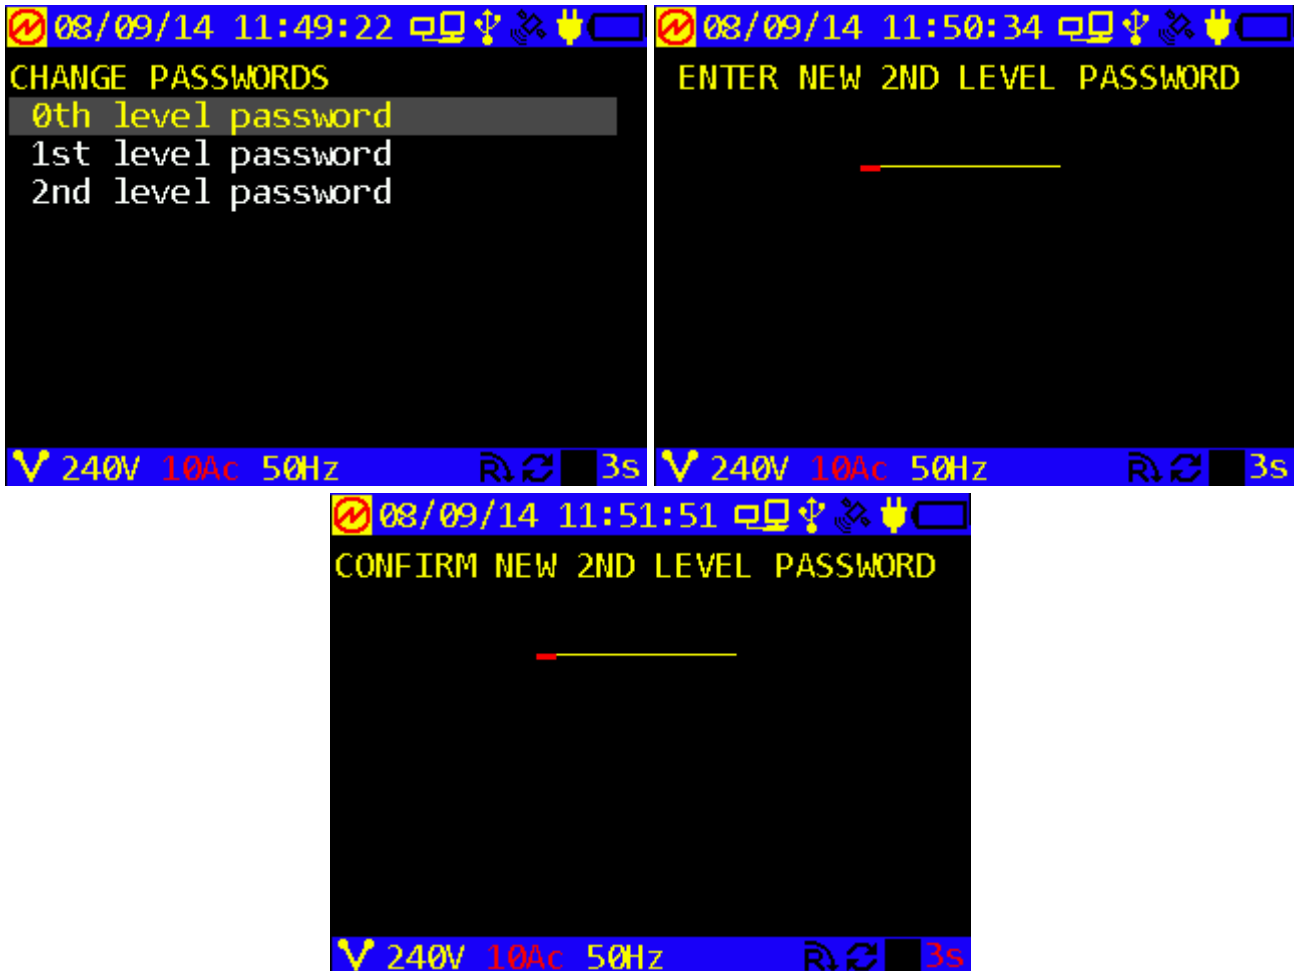 08/09/14 11:49:22
CHANGE PASSWORDS
0th level password
1st level password
2nd level password
240V 10Ac 50Hz R 3s
08/09/14 11:50:34
ENTER NEW 2ND LEVEL PASSWORD
240V 10Ac 50Hz R 3s
08/09/14 11:51:51
CONFIRM NEW 2ND LEVEL PASSWORD
240V 10Ac 50Hz R 3s